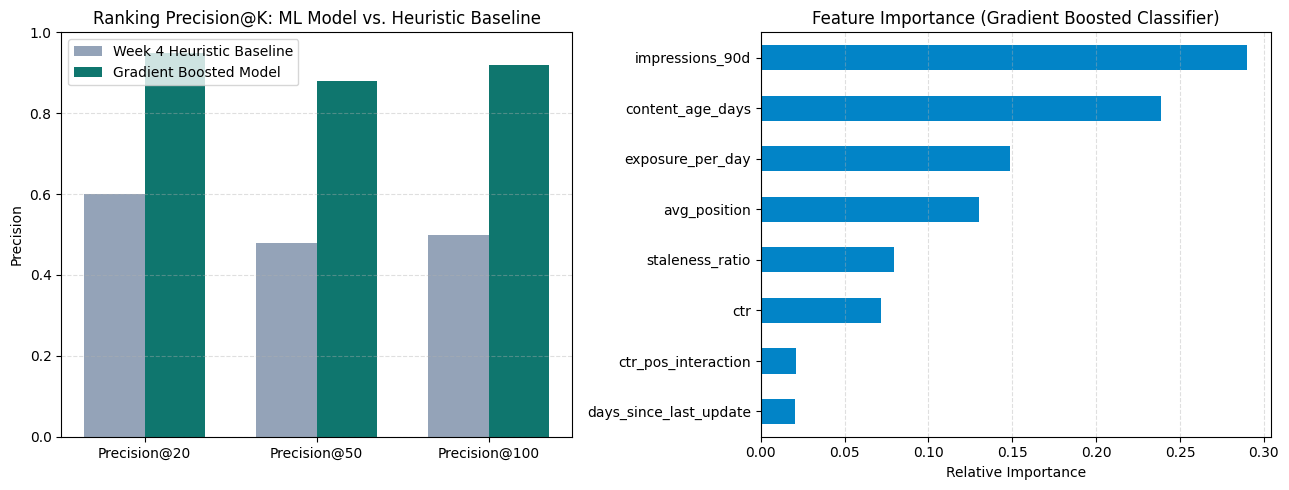 Ranking Precision@K: ML Model vs. Heuristic Baseline
Week 4 Heuristic Baseline
Gradient Boosted Model
Precision
1.0
0.8
0.6
0.4
0.2
0.0
Precision@20
Precision@50
Precision@100
Feature Importance (Gradient Boosted Classifier)
impressions_90d
content_age_days
exposure_per_day
avg_position
staleness_ratio
ctr
ctr_pos_interaction
days_since_last_update
0.00
0.05
0.10
0.15
0.20
0.25
0.30
Relative Importance